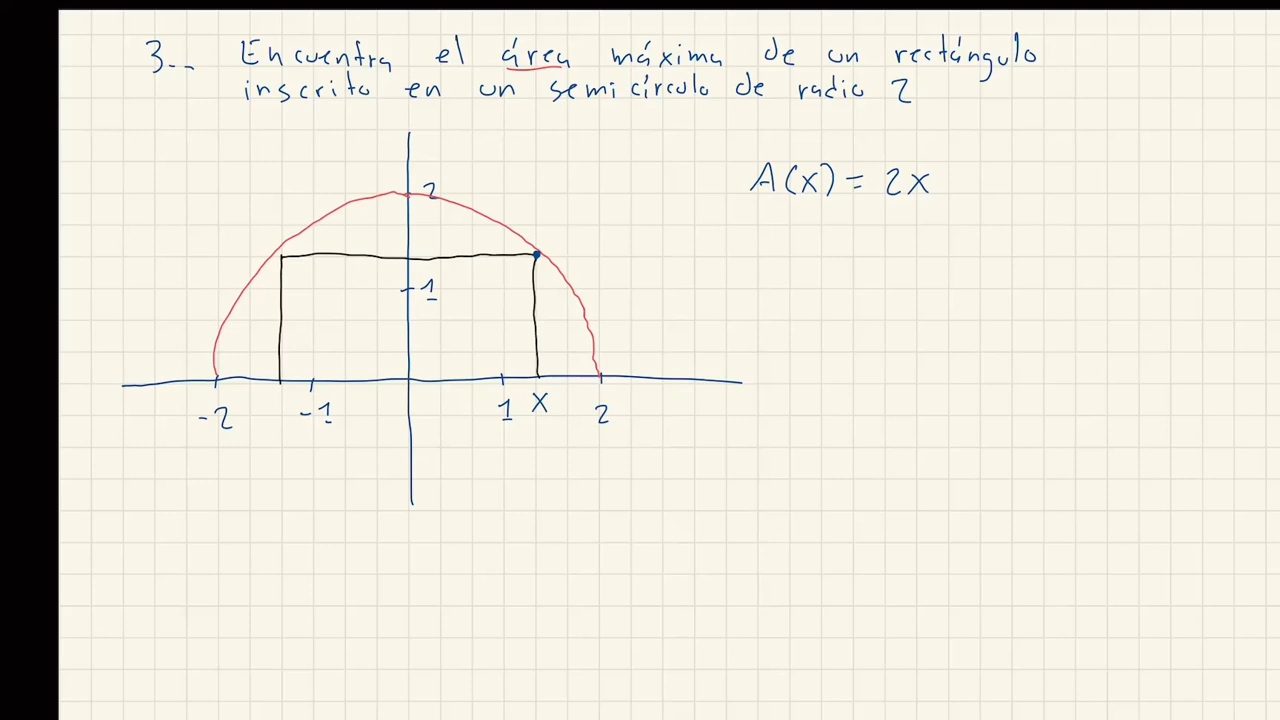 3.- Encuentra el área máxima de un rectángulo
inscrito en un semicírculo de radio 2
A(x) = 2x
2
1
-2 -1 1 x 2